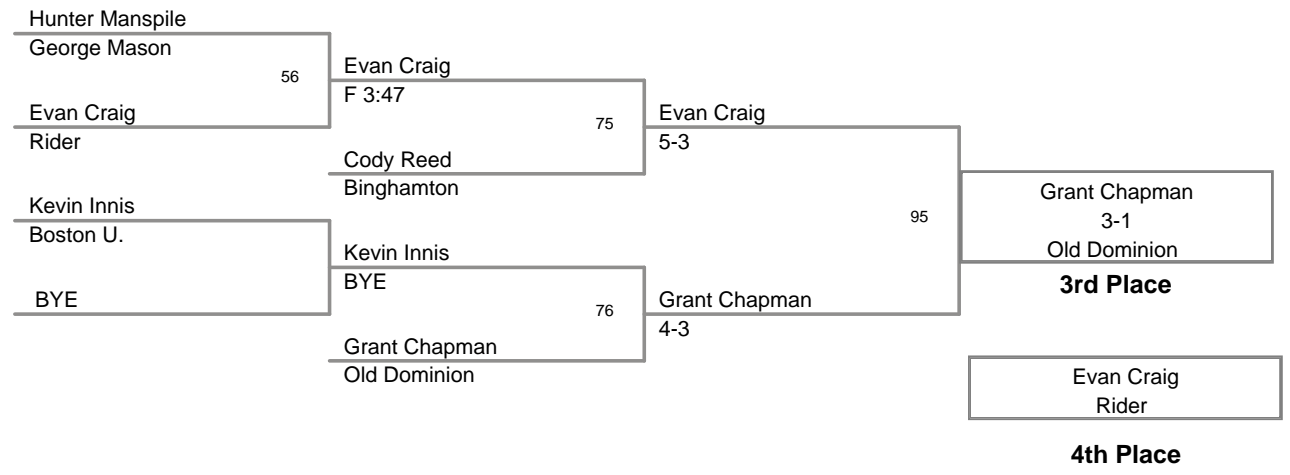 Hunter Manspile
George Mason
56
Evan Craig
Rider
Kevin Innis
Boston U.
BYE
Evan Craig
F 3:47
75
Cody Reed
Binghamton
Kevin Innis
BYE
76
Grant Chapman
Old Dominion
Evan Craig
5-3
95
Grant Chapman
4-3
Grant Chapman
3-1
Old Dominion
3rd Place
Evan Craig
Rider
4th Place